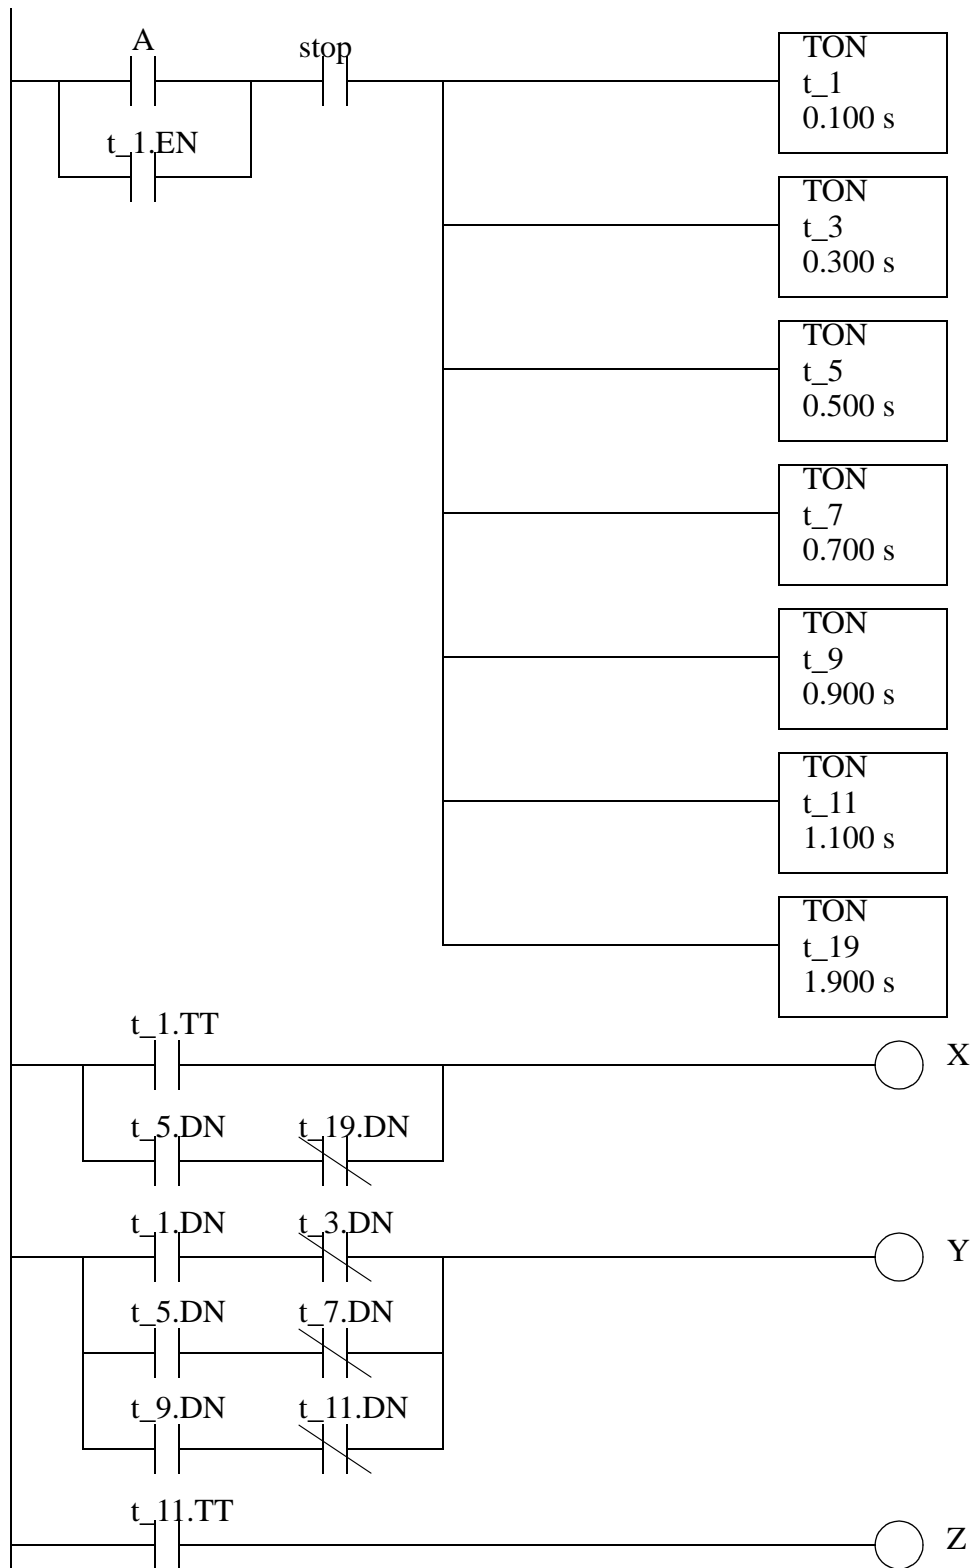 A
stop
TON
t_1
0.100 s
t_1.EN
TON
t_3
0.300 s
TON
t_5
0.500 s
TON
t_7
0.700 s
TON
t_9
0.900 s
TON
t_11
1.100 s
TON
t_19
1.900 s
t_1.TT
X
t_5.DN t_19.DN
t_1.DN t_3.DN
Y
t_5.DN t_7.DN
t_9.DN t_11.DN
t_11.TT
Z